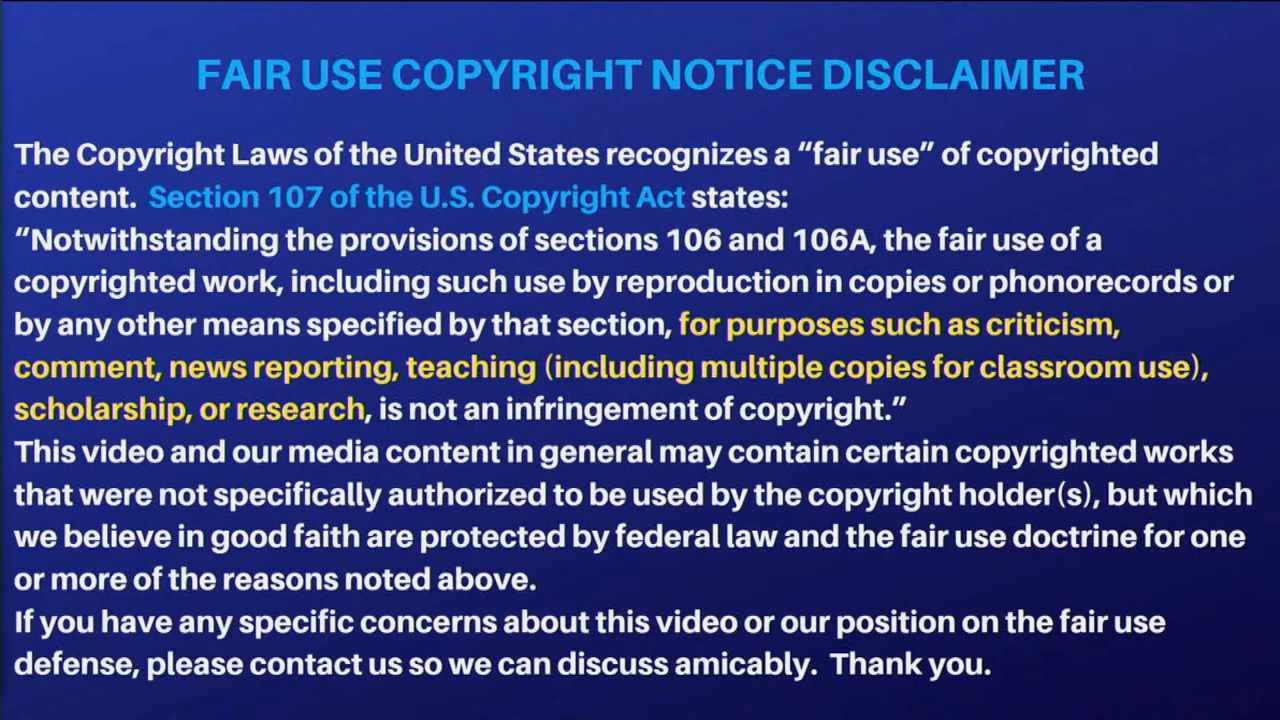 FAIR USE COPYRIGHT NOTICE DISCLAIMER
The Copyright Laws of the United States recognizes a “fair use” of copyrighted
content.  Section 107 of the U.S. Copyright Act states:
“Notwithstanding the provisions of sections 106 and 106A, the fair use of a
copyrighted work, including such use by reproduction in copies or phonorecords or
by any other means specified by that section, for purposes such as criticism,
comment, news reporting, teaching (including multiple copies for classroom use),
scholarship, or research, is not an infringement of copyright.”
This video and our media content in general may contain certain copyrighted works
that were not specifically authorized to be used by the copyright holder(s), but which
we believe in good faith are protected by federal law and the fair use doctrine for one
or more of the reasons noted above.
If you have any specific concerns about this video or our position on the fair use
defense, please contact us so we can discuss amicably.  Thank you.